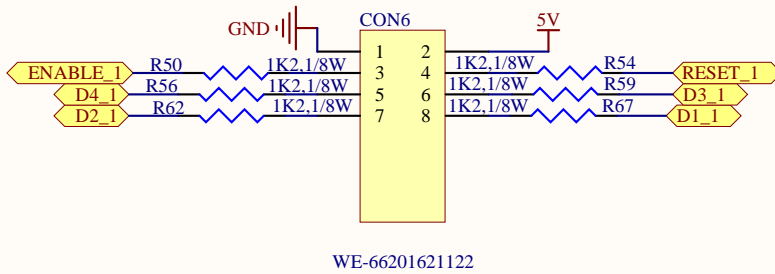 CON6
GND 5V
1 2
ENABLE_1 R50 1K2,1/8W 3 4 1K2,1/8W R54 RESET_1
D4_1 R56 1K2,1/8W 5 6 1K2,1/8W R59 D3_1
D2_1 R62 1K2,1/8W 7 8 1K2,1/8W R67 D1_1
WE-66201621122